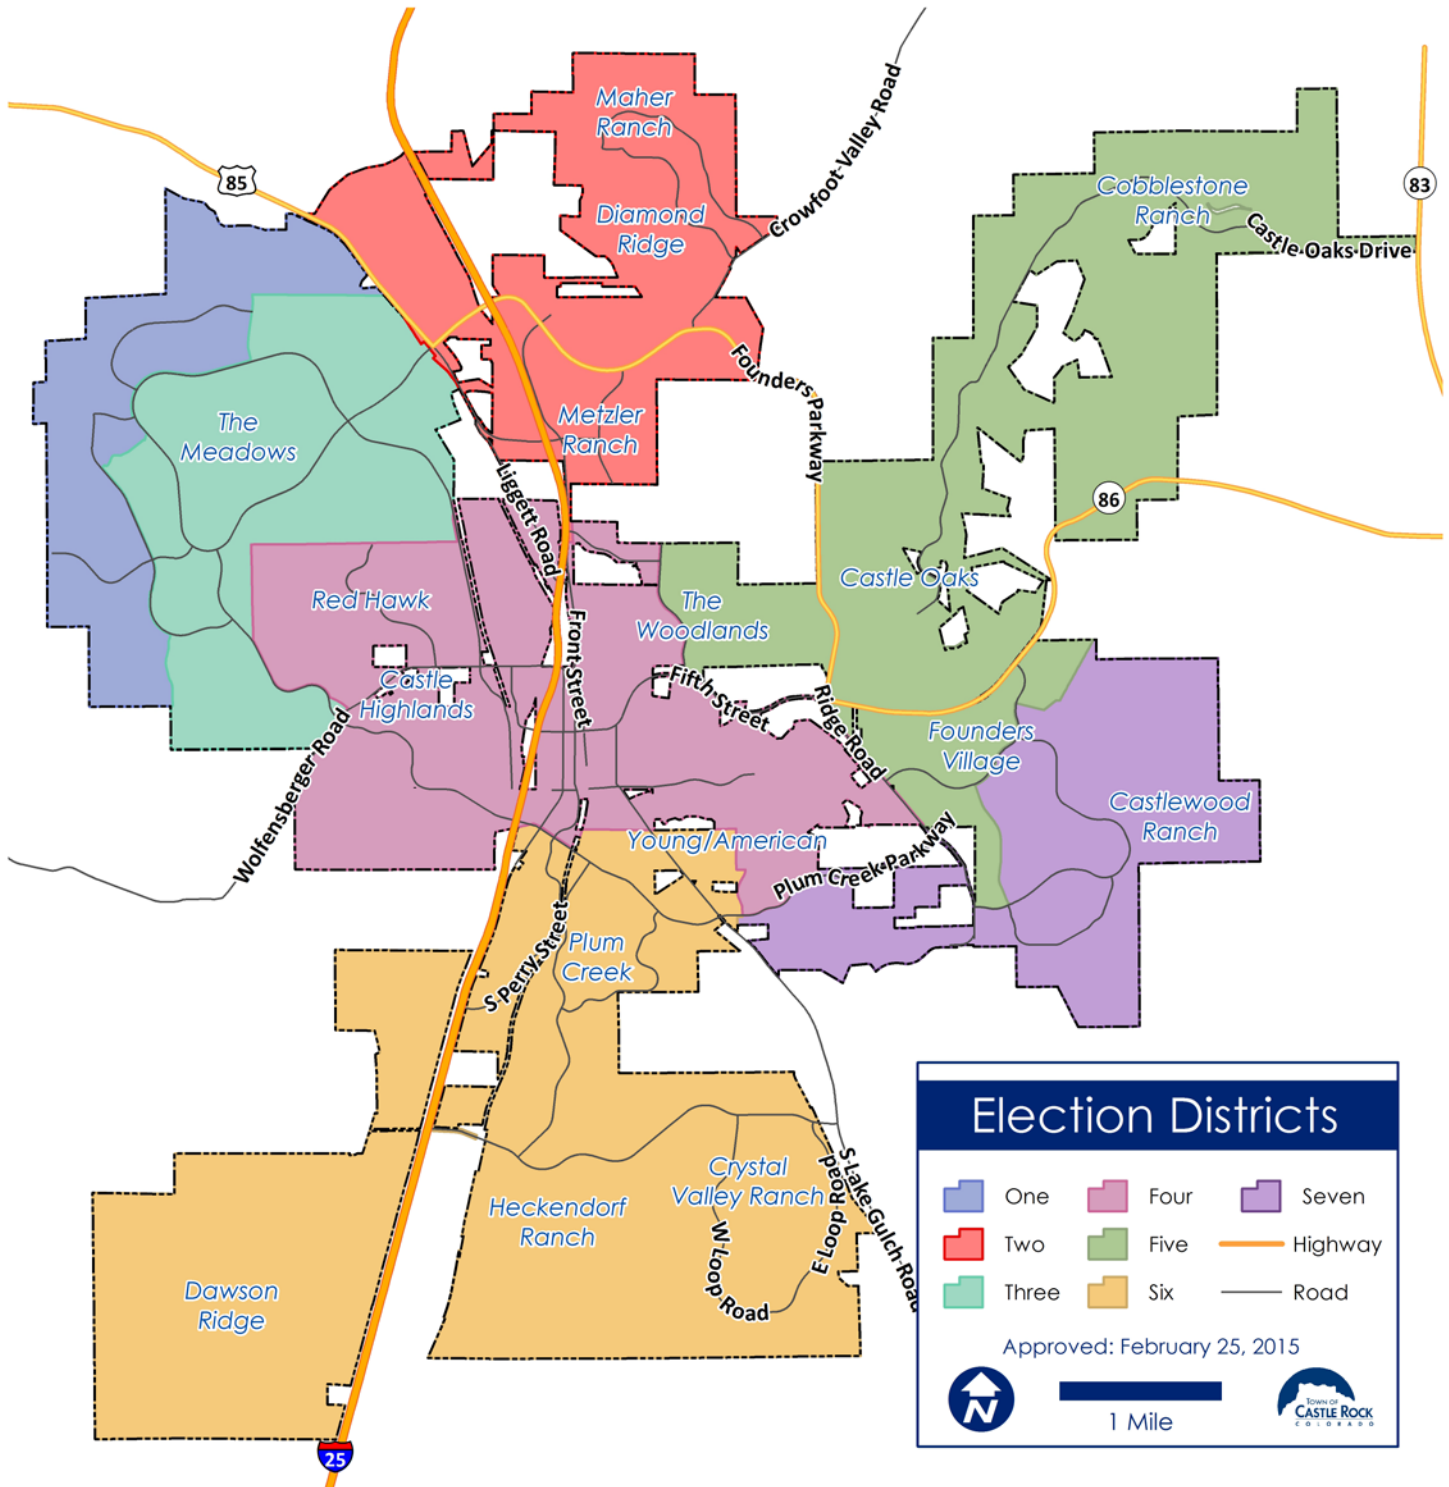 Maher
Ranch
Crowfoot Valley Road
85
83
Cobblestone
Ranch
Diamond
Ridge
Castle Oaks Drive
Founders Parkway
The
Meadows
Metzler
Ranch
Liggett Road
86
Castle Oaks
Red Hawk
The
Woodlands
Front Street
Castle
Highlands
Fifth Street
Ridge Road
Wolfensberger Road
Founders
Village
Castlewood
Ranch
Young/American
Plum Creek Parkway
S Perry Street
Plum
Creek
Crystal
Valley Ranch
Heckendorf
Ranch
W Loop Road
E Loop Road
S Lake Gulch Road
Dawson
Ridge
25
Election Districts
One
Four
Seven
Two
Five
Highway
Three
Six
Road
Approved: February 25, 2015
N
1 Mile
TOWN OF
CASTLE ROCK
COLORADO